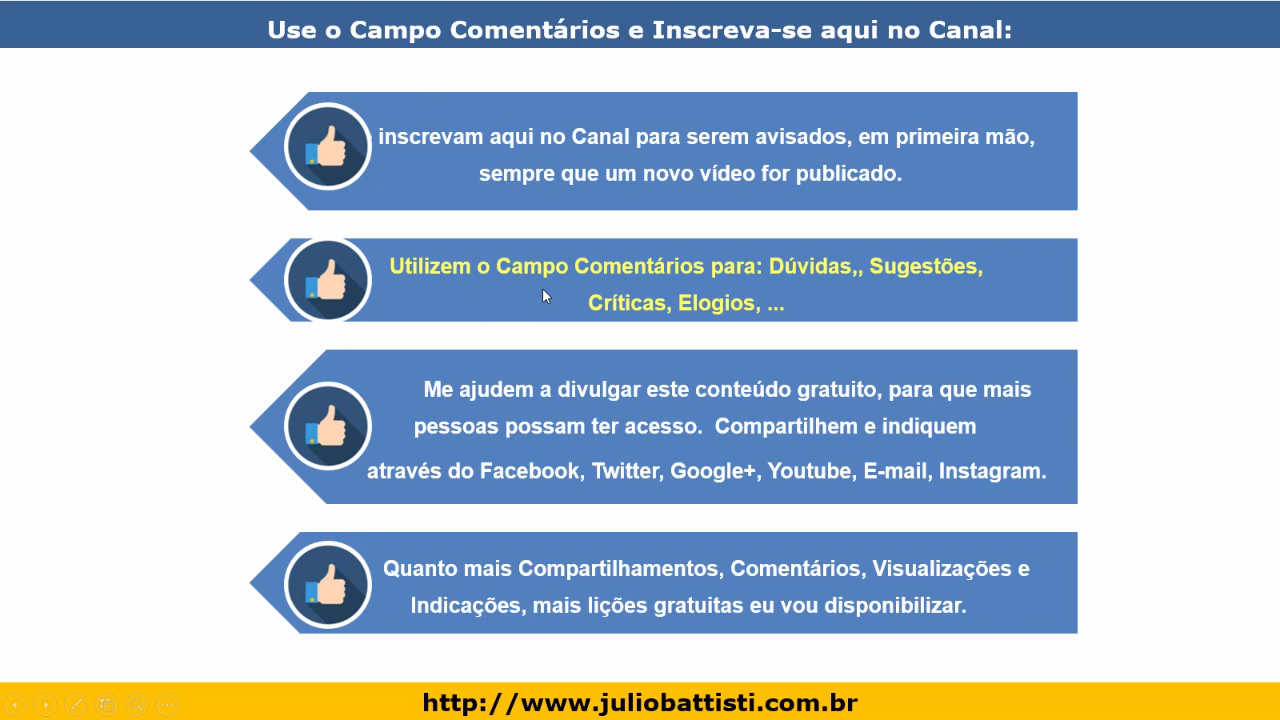 Use o Campo Comentários e Inscreva-se aqui no Canal:
inscrevam aqui no Canal para serem avisados, em primeira mão,
sempre que um novo vídeo for publicado.
Utilizem o Campo Comentários para: Dúvidas,, Sugestões,
Críticas, Elogios, ...
Me ajudem a divulgar este conteúdo gratuito, para que mais
pessoas possam ter acesso.  Compartilhem e indiquem
através do Facebook, Twitter, Google+, Youtube, E-mail, Instagram.
Quanto mais Compartilhamentos, Comentários, Visualizações e
Indicações, mais lições gratuitas eu vou disponibilizar.
http://www.juliobattisti.com.br